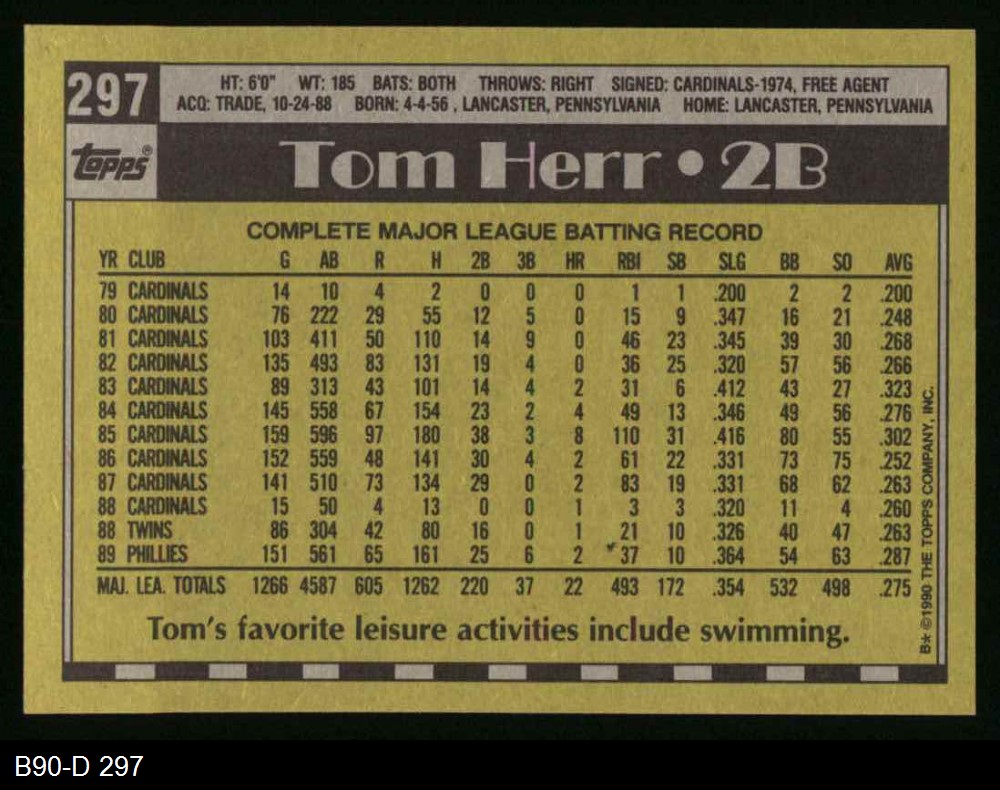 297
HT: 6'0" WT: 185 BATS: BOTH THROWS: RIGHT SIGNED: CARDINALS-1974, FREE AGENT
ACQ: TRADE, 10-24-88 BORN: 4-4-56 , LANCASTER, PENNSYLVANIA HOME: LANCASTER, PENNSYLVANIA
topps®
Tom Herr • 2B
COMPLETE MAJOR LEAGUE BATTING RECORD
YR CLUB G AB R H 2B 3B HR RBI SB SLG BB SO AVG
79 CARDINALS 14 10 4 2 0 0 0 1 1 .200 2 2 .200
80 CARDINALS 76 222 29 55 12 5 0 15 9 .347 16 21 .248
81 CARDINALS 103 411 50 110 14 9 0 46 23 .345 39 30 .268
82 CARDINALS 135 493 83 131 19 4 0 36 25 .320 57 56 .266
83 CARDINALS 89 313 43 101 14 4 2 31 6 .412 43 27 .323
84 CARDINALS 145 558 67 154 23 2 4 49 13 .346 49 56 .276
85 CARDINALS 159 596 97 180 38 3 8 110 31 .416 80 55 .302
86 CARDINALS 152 559 48 141 30 4 2 61 22 .331 73 75 .252
87 CARDINALS 141 510 73 134 29 0 2 83 19 .331 68 62 .263
88 CARDINALS 15 50 4 13 0 0 1 3 3 .320 11 4 .260
88 TWINS 86 304 42 80 16 0 1 21 10 .326 40 47 .263
89 PHILLIES 151 561 65 161 25 6 2 37 10 .364 54 63 .287
MAJ. LEA. TOTALS 1266 4587 605 1262 220 37 22 493 172 .354 532 498 .275
Tom's favorite leisure activities include swimming.
B* ©1990 THE TOPPS COMPANY, INC.
B90-D 297